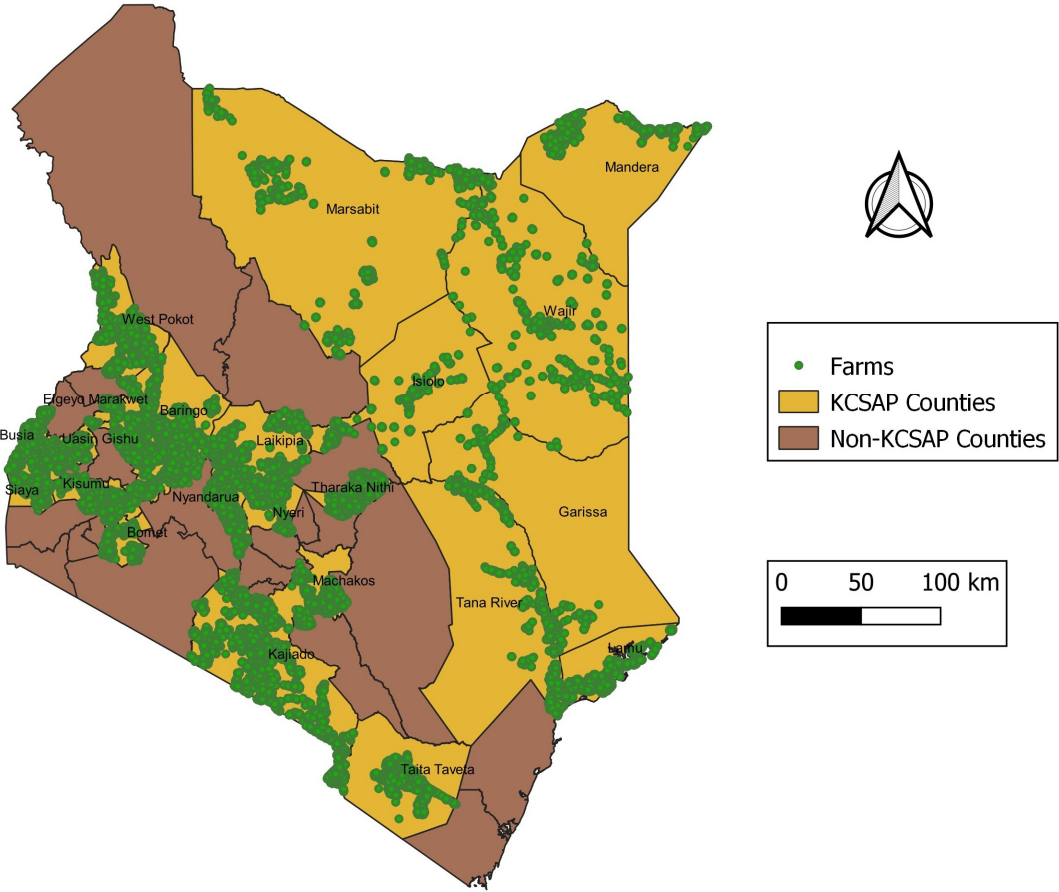 Mandera
Marsabit
Wajir
West Pokot
Isiolo
Elgeyo Marakwet
Baringo
Busia
Uasin Gishu
Laikipia
Siaya
Kisumu
Nyandarua
Tharaka Nithi
Nyeri
Garissa
Bomet
Machakos
Tana River
Kajiado
Lamu
Taita Taveta
Farms
KCSAP Counties
Non-KCSAP Counties
0 50 100 km